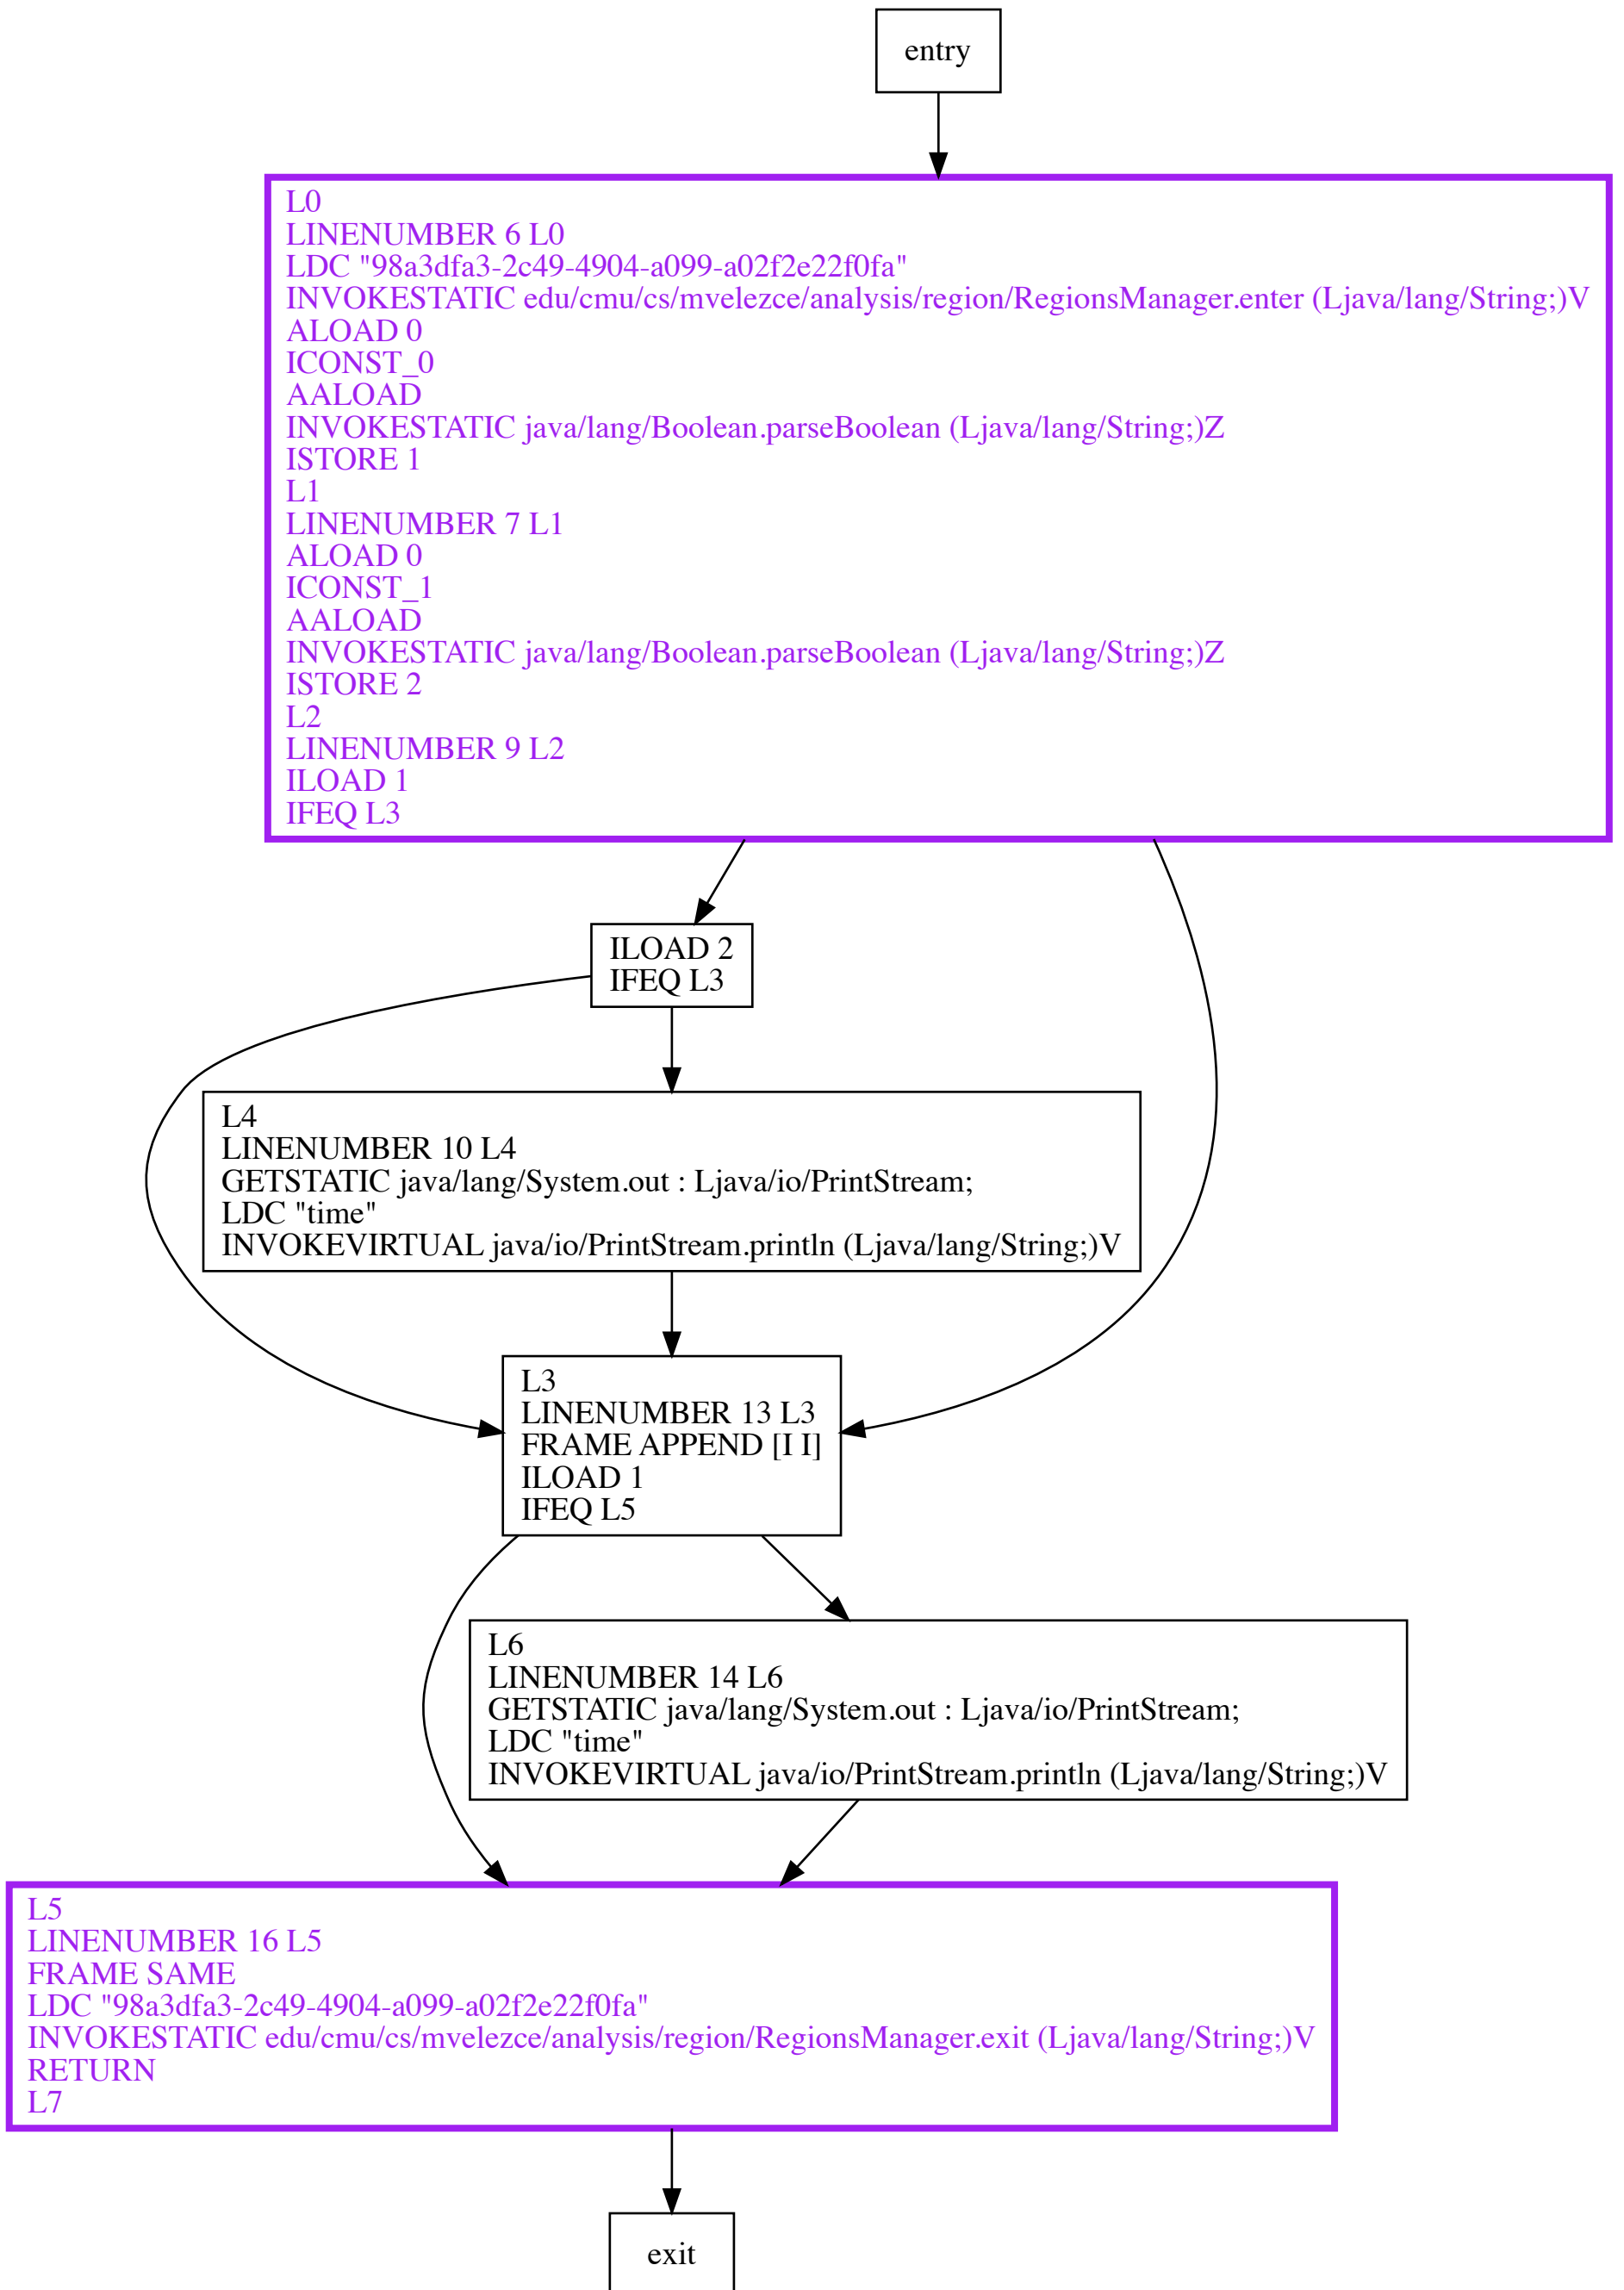 entry
L0
LINENUMBER 6 L0
LDC "98a3dfa3-2c49-4904-a099-a02f2e22f0fa"
INVOKESTATIC edu/cmu/cs/mvelezce/analysis/region/RegionsManager.enter (Ljava/lang/String;)V
ALOAD 0
ICONST_0
AALOAD
INVOKESTATIC java/lang/Boolean.parseBoolean (Ljava/lang/String;)Z
ISTORE 1
L1
LINENUMBER 7 L1
ALOAD 0
ICONST_1
AALOAD
INVOKESTATIC java/lang/Boolean.parseBoolean (Ljava/lang/String;)Z
ISTORE 2
L2
LINENUMBER 9 L2
ILOAD 1
IFEQ L3
ILOAD 2
IFEQ L3
L4
LINENUMBER 10 L4
GETSTATIC java/lang/System.out : Ljava/io/PrintStream;
LDC "time"
INVOKEVIRTUAL java/io/PrintStream.println (Ljava/lang/String;)V
L3
LINENUMBER 13 L3
FRAME APPEND [I I]
ILOAD 1
IFEQ L5
L6
LINENUMBER 14 L6
GETSTATIC java/lang/System.out : Ljava/io/PrintStream;
LDC "time"
INVOKEVIRTUAL java/io/PrintStream.println (Ljava/lang/String;)V
L5
LINENUMBER 16 L5
FRAME SAME
LDC "98a3dfa3-2c49-4904-a099-a02f2e22f0fa"
INVOKESTATIC edu/cmu/cs/mvelezce/analysis/region/RegionsManager.exit (Ljava/lang/String;)V
RETURN
L7
exit